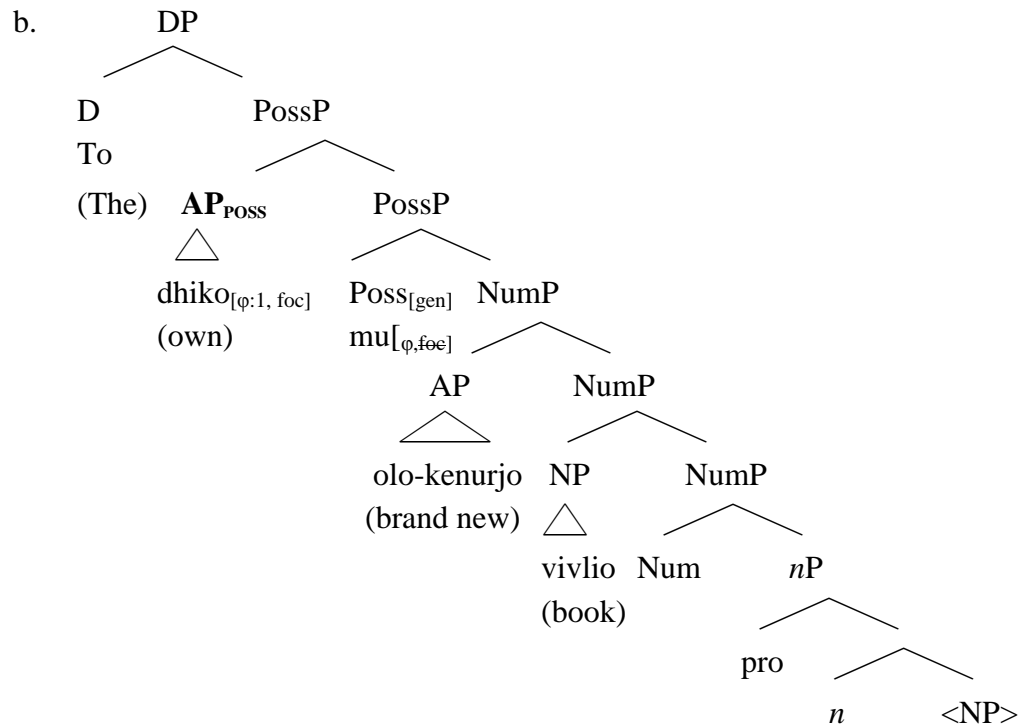 b. DP
D PossP
To
(The) AP_POSS PossP
dhiko[φ:1, foc] Poss[gen] NumP
(own) mu[φ,foc]
AP NumP
olo-kenurjo NP NumP
(brand new)
vivlio Num nP
(book)
pro
n <NP>